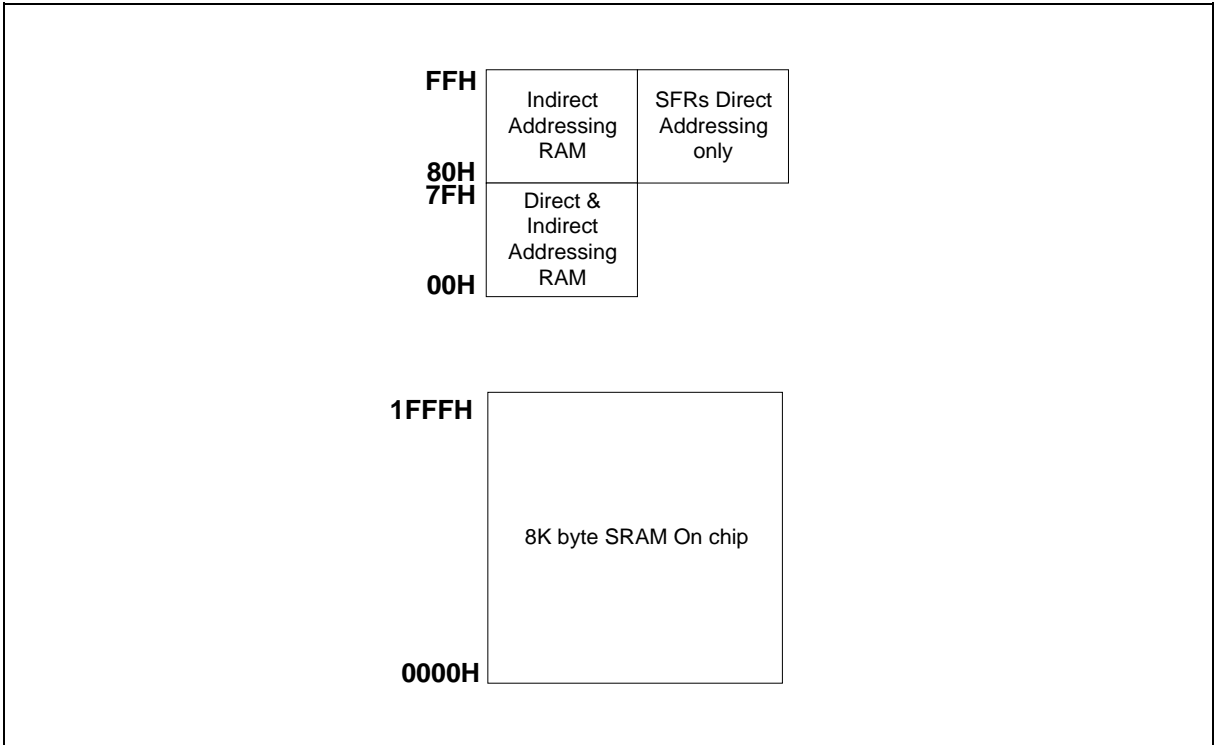 FFH
Indirect
Addressing
RAM
SFRs Direct
Addressing
only
80H
7FH
Direct &
Indirect
Addressing
RAM
00H
1FFFH
8K byte SRAM On chip
0000H